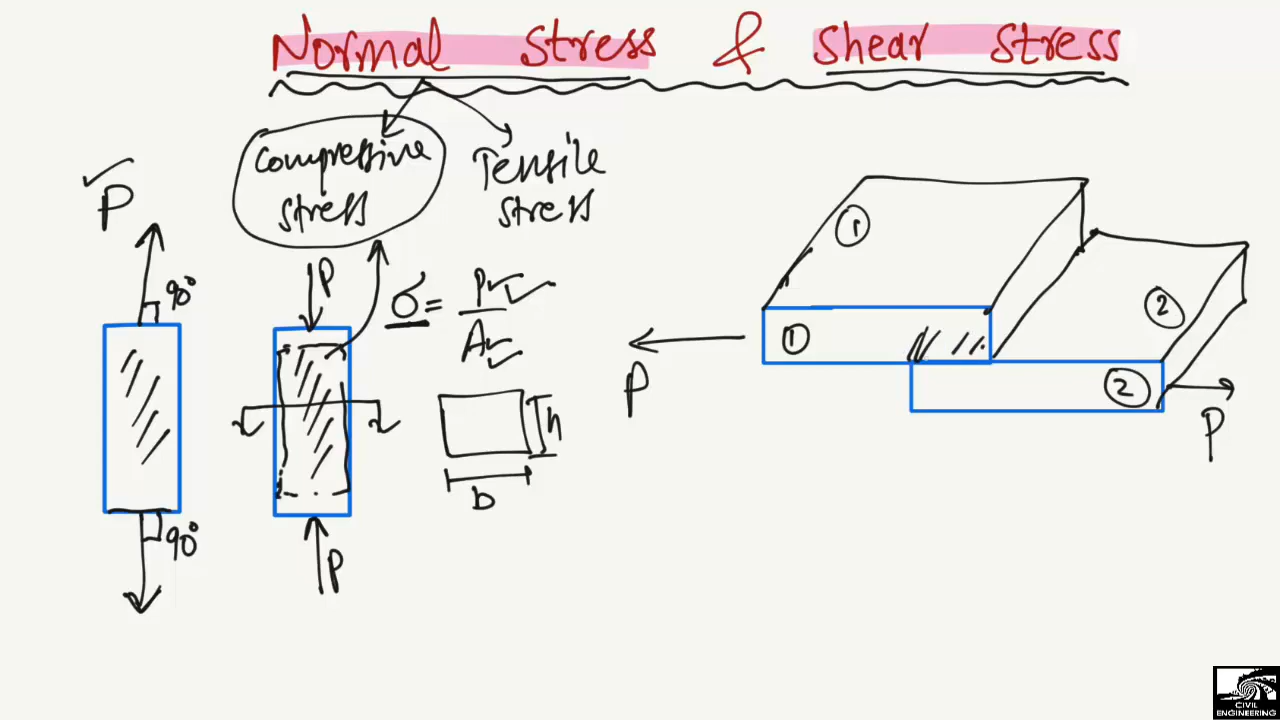 Normal Stress & Shear Stress
Compressive
stress
Tensile
stress
P
90°
90°
P
P
σ = P
A
h
b
1
1
2
2
P
P
CIVIL
ENGINEERING